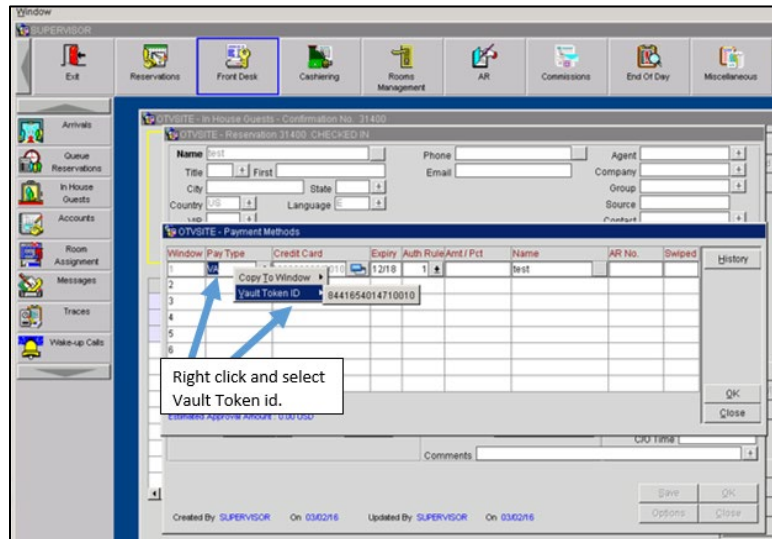 Window
SUPERVISOR
Exit
Reservations
Front Desk
Cashiering
Rooms Management
AR
Commissions
End Of Day
Miscellaneous
Arrivals
Queue Reservations
In House Guests
Accounts
Room Assignment
Messages
Traces
Wake-up Calls
OTVSITE - In House Guests - Confirmation No. 31400
OTVSITE - Reservation 31400 CHECKED IN
Name test Phone Agent
Title First Email Company
City State Group
Country US Language E Source
VIP Contact
OTVSITE - Payment Methods
Window Pay Type Credit Card Expiry Auth Rule Amt / Pct Name AR No. Swiped
History
1 VA 010 12/18 1 test
Copy To Window
2
Vault Token ID 8441654014710010
3
4
5
6
Right click and select
Vault Token id.
OK
Estimated Approval Amount : 0.00 USD
Close
C/O Time
Comments
Save OK
Options Close
Created By SUPERVISOR On 03/02/16 Updated By SUPERVISOR On 03/02/16